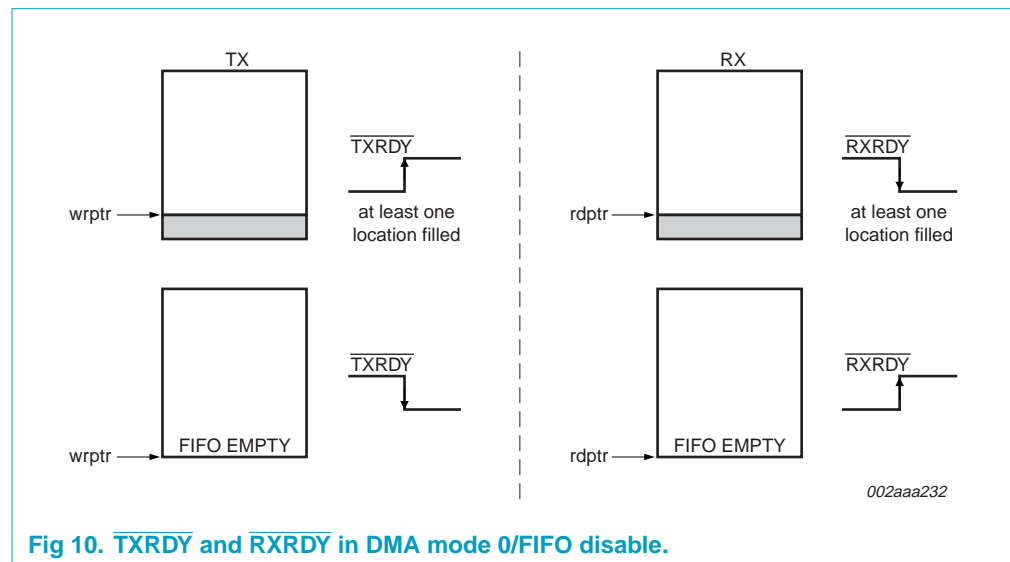 TX
TXRDY
wrptr
at least one
location filled
RX
RXRDY
rdptr
at least one
location filled
TXRDY
wrptr
FIFO EMPTY
RXRDY
rdptr
FIFO EMPTY
002aaa232
Fig 10. TXRDY and RXRDY in DMA mode 0/FIFO disable.